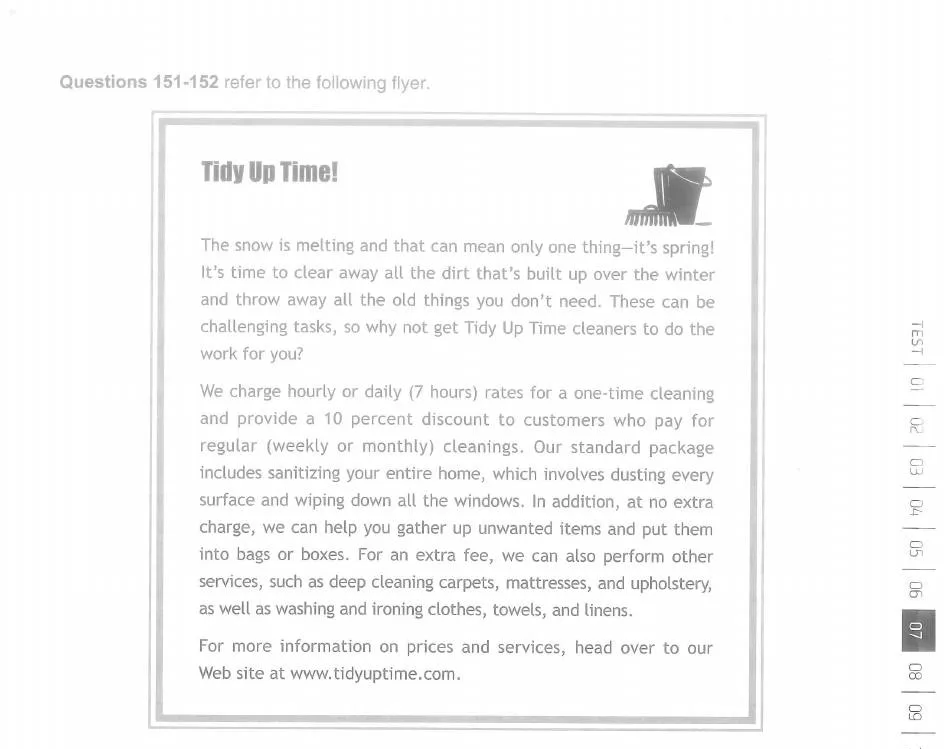 Questions 151-152 refer to the following flyer.
Tidy Up Time!
The snow is melting and that can mean only one thing—it's spring!
It's time to clear away all the dirt that's built up over the winter
and throw away all the old things you don't need. These can be
challenging tasks, so why not get Tidy Up Time cleaners to do the
work for you?
We charge hourly or daily (7 hours) rates for a one-time cleaning
and provide a 10 percent discount to customers who pay for
regular (weekly or monthly) cleanings. Our standard package
includes sanitizing your entire home, which involves dusting every
surface and wiping down all the windows. In addition, at no extra
charge, we can help you gather up unwanted items and put them
into bags or boxes. For an extra fee, we can also perform other
services, such as deep cleaning carpets, mattresses, and upholstery,
as well as washing and ironing clothes, towels, and linens.
For more information on prices and services, head over to our
Web site at www.tidyuptime.com.
TEST
01
02
03
04
05
06
07
08
09